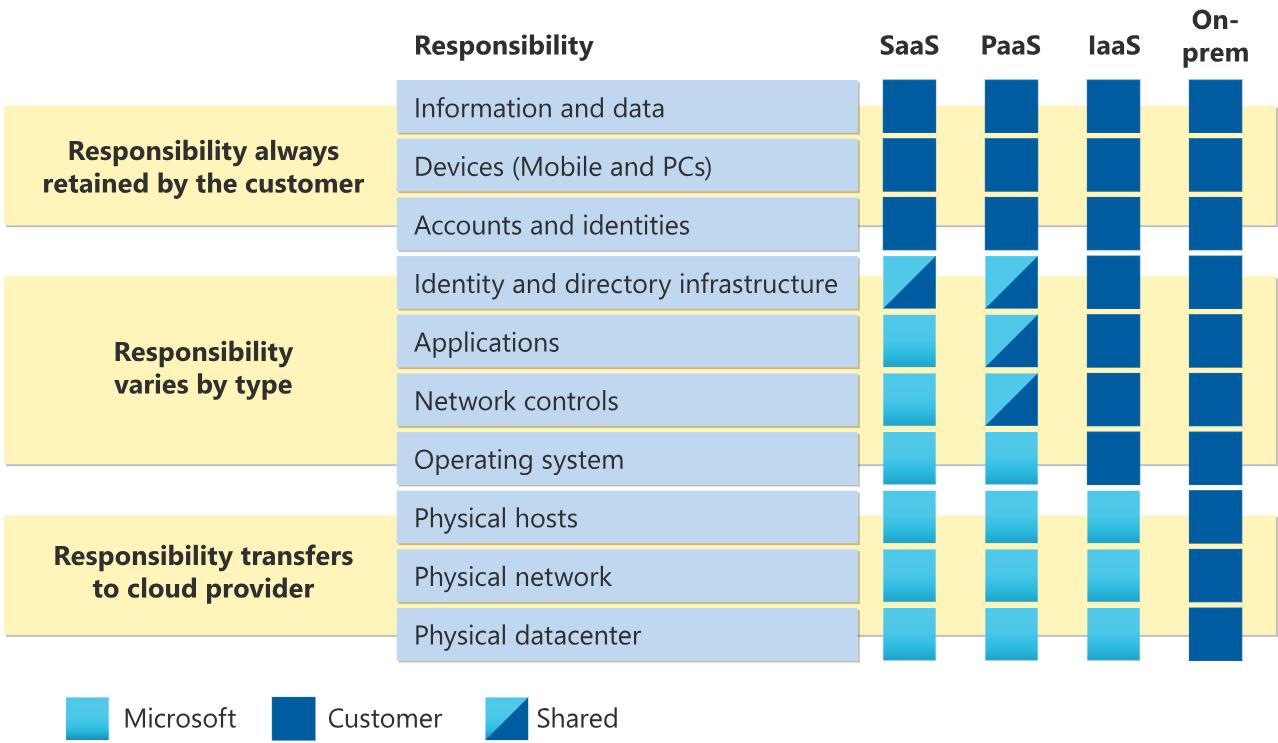 Responsibility
SaaS
PaaS
IaaS
On-
prem
Responsibility always
retained by the customer
Information and data
Devices (Mobile and PCs)
Accounts and identities
Responsibility
varies by type
Identity and directory infrastructure
Applications
Network controls
Operating system
Responsibility transfers
to cloud provider
Physical hosts
Physical network
Physical datacenter
Microsoft
Customer
Shared